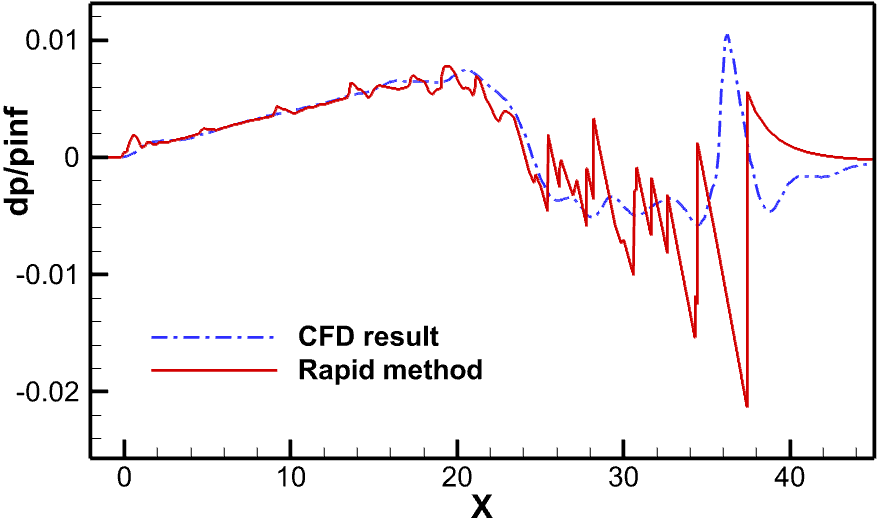 dp/pinf
0.01
0
-0.01
-0.02
CFD result
Rapid method
0 10 20 30 40
X